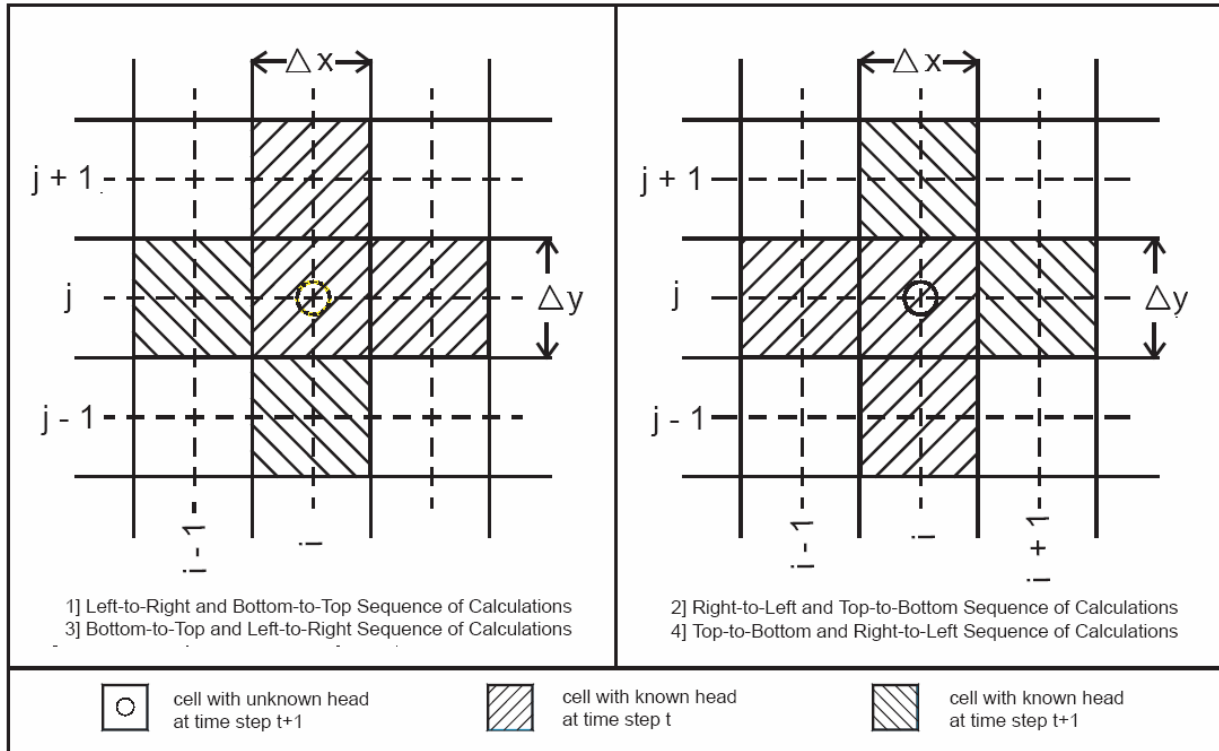 Δx
j + 1
j
j - 1
Δy
i - 1
i
1] Left-to-Right and Bottom-to-Top Sequence of Calculations
3] Bottom-to-Top and Left-to-Right Sequence of Calculations
Δx
j + 1
j
j - 1
Δy
i - 1
i
i + 1
2] Right-to-Left and Top-to-Bottom Sequence of Calculations
4] Top-to-Bottom and Right-to-Left Sequence of Calculations
cell with unknown head
at time step t+1
cell with known head
at time step t
cell with known head
at time step t+1